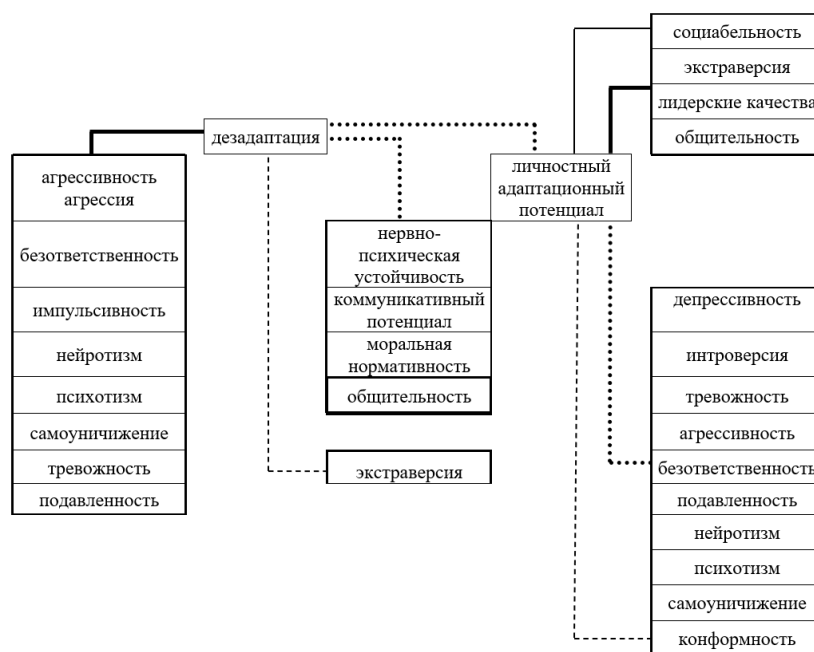 социабельность
экстраверсия
лидерские качества
общительность
дезадаптация
личностный
адаптационный
потенциал
агрессивность
агрессия
безответственность
импульсивность
нейротизм
психотизм
самоуничижение
тревожность
подавленность
нервно-
психическая
устойчивость
коммуникативный
потенциал
моральная
нормативность
общительность
экстраверсия
депрессивность
интроверсия
тревожность
агрессивность
безответственность
подавленность
нейротизм
психотизм
самоуничижение
конформность